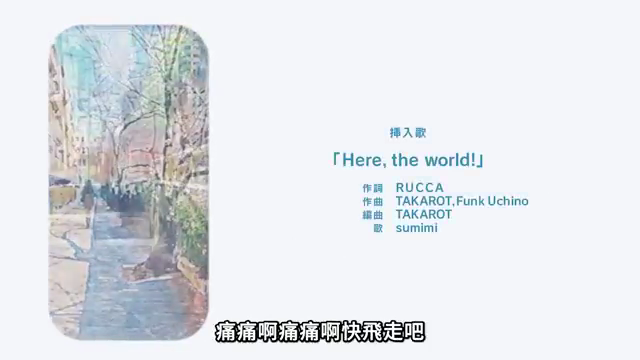 挿入歌
「Here, the world!」
作詞 RUCCA
作曲 TAKAROT,Funk Uchino
編曲 TAKAROT
歌 sumimi
痛痛啊痛痛啊快飛走吧